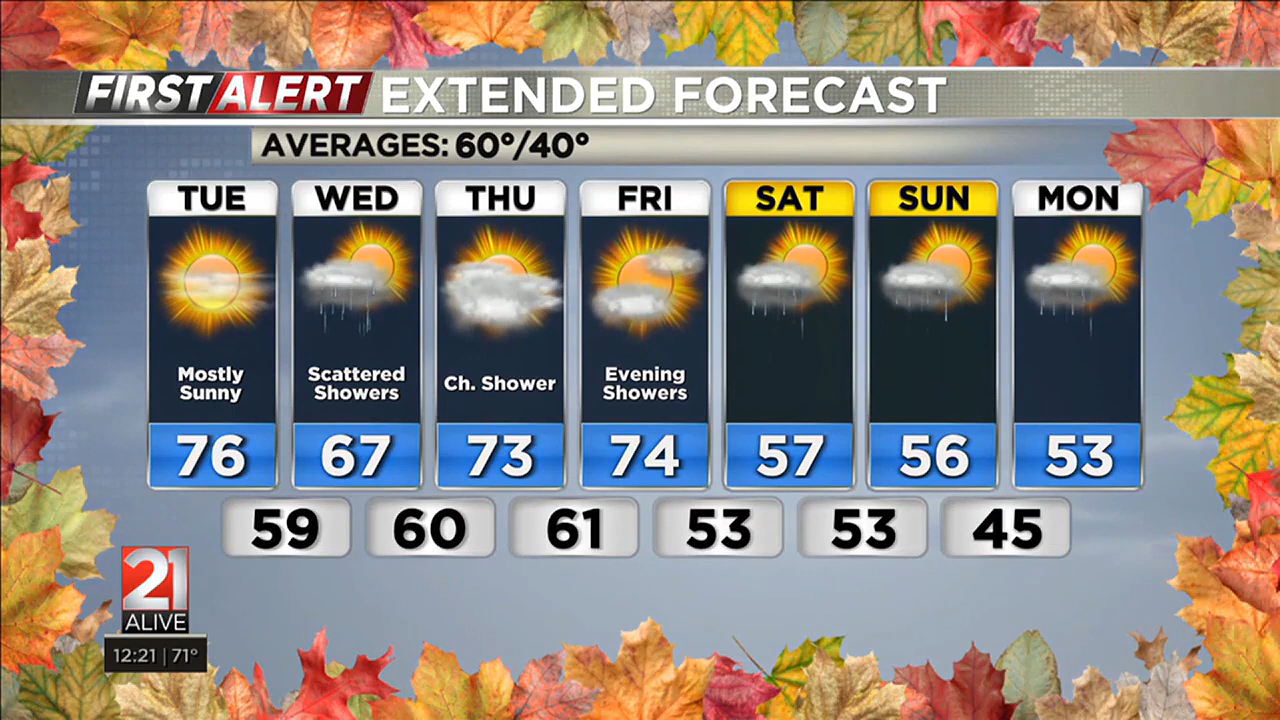 FIRST ALERT EXTENDED FORECAST
AVERAGES: 60°/40°
TUE WED THU FRI SAT SUN MON
Mostly Sunny
Scattered Showers
Ch. Shower
Evening Showers
76 67 73 74 57 56 53
59 60 61 53 53 45
21
ALIVE
12:21 | 71°